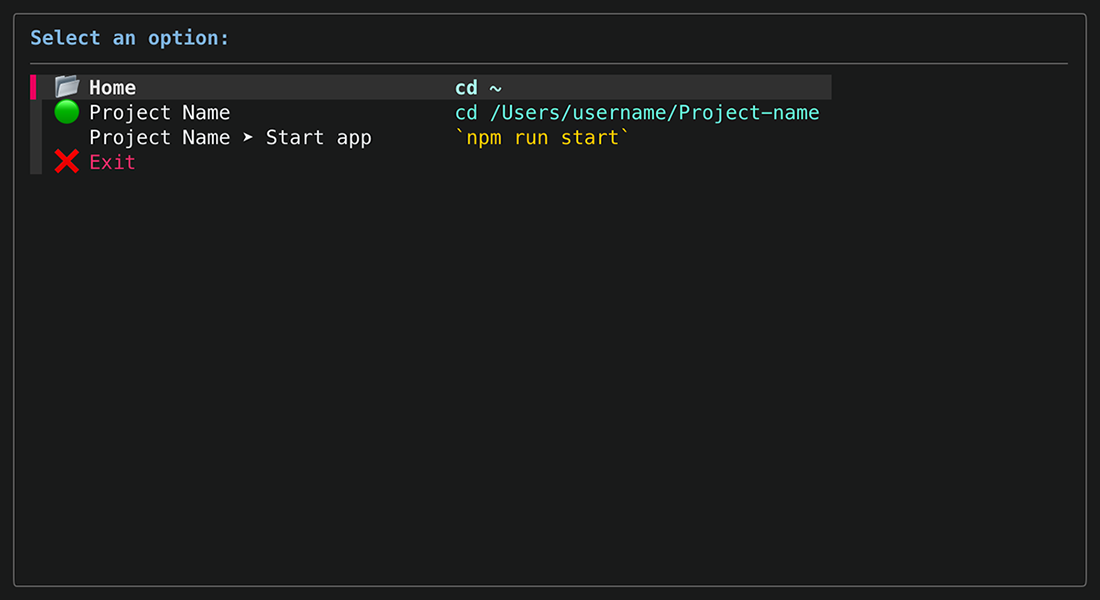 Select an option:
📂 Home cd ~
🟢 Project Name cd /Users/username/Project-name
Project Name ➤ Start app `npm run start`
❌ Exit